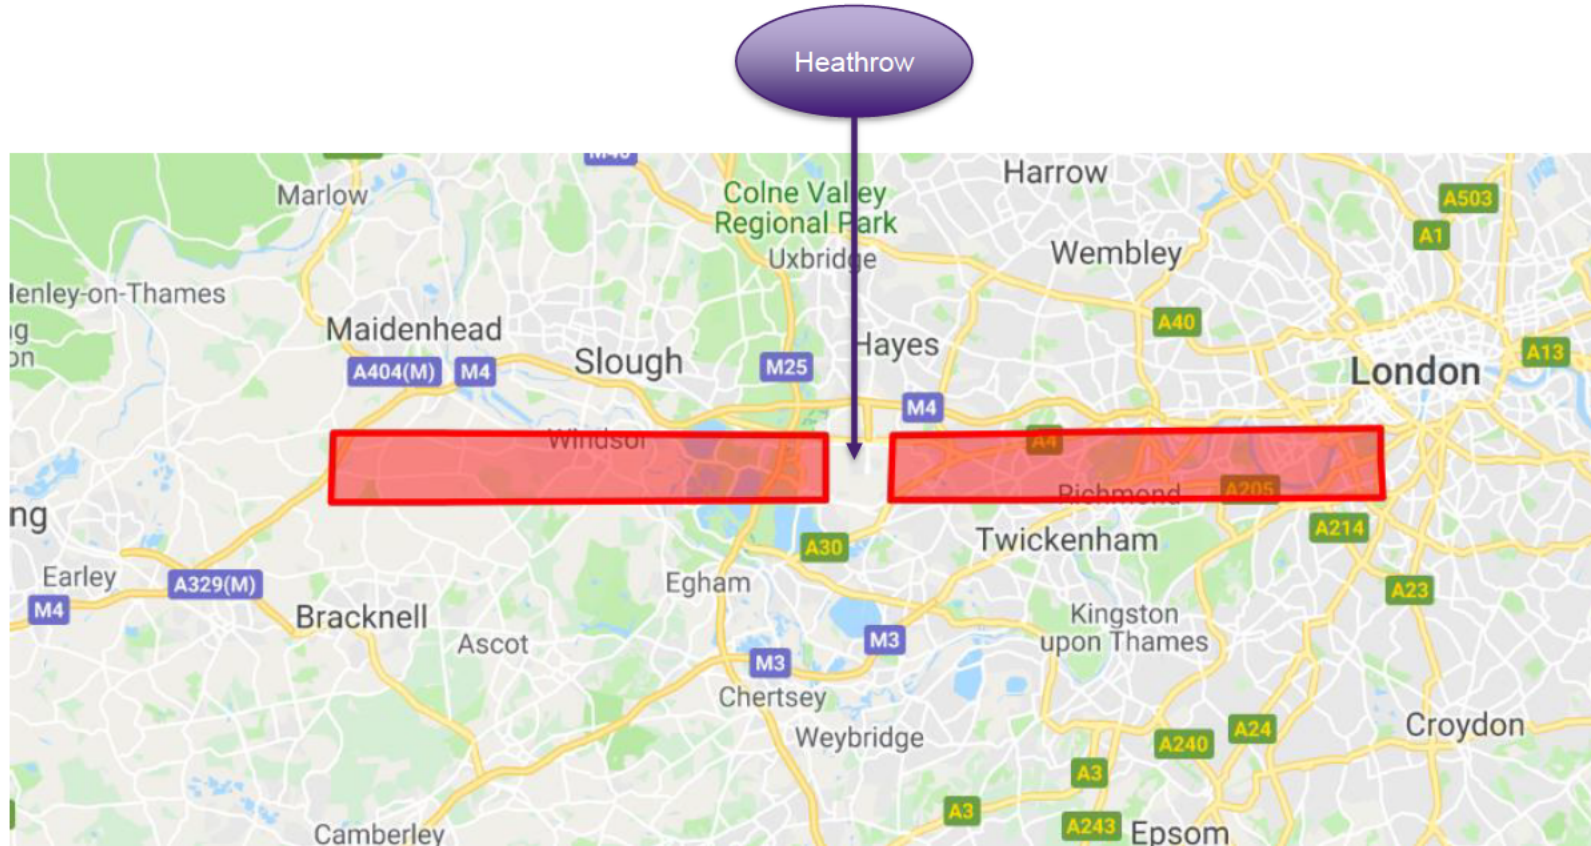 Heathrow
M40
Marlow
Colne Valley
Regional Park
Harrow
A503
A1
Uxbridge
Wembley
Henley-on-Thames
A40
Maidenhead
Hayes
Slough
A404(M)
M4
M25
London
A13
M4
Windsor
A4
Richmond
A205
A214
A30
Twickenham
Earley
A329(M)
M4
Egham
A23
Bracknell
Kingston
upon Thames
Ascot
M3
M3
Chertsey
Weybridge
A240
A24
Croydon
A3
A3
Camberley
A243
Epsom